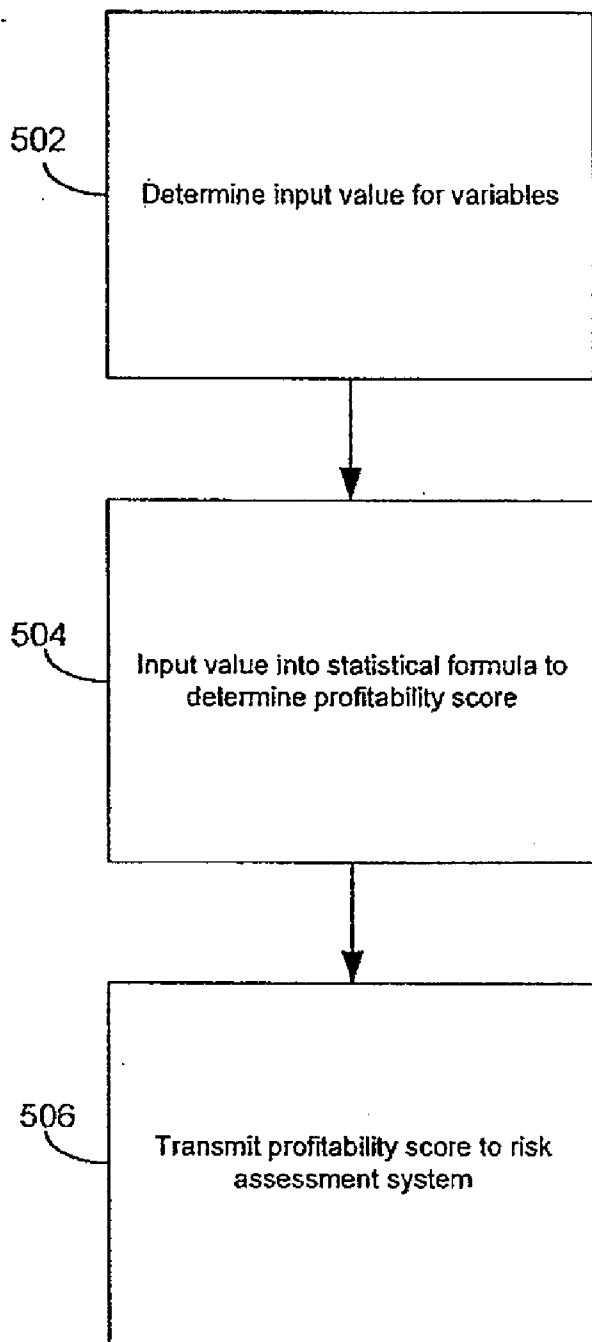 502
Determine input value for variables
504
Input value into statistical formula to
determine profitability score
506
Transmit profitability score to risk
assessment system